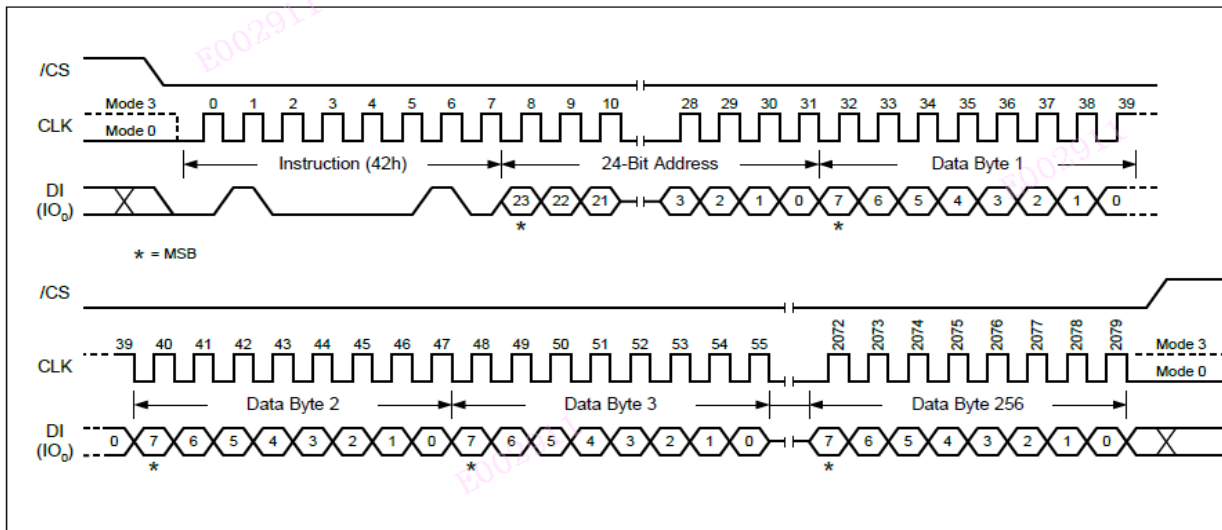 E002911
/CS
Mode 3 0 1 2 3 4 5 6 7 8 9 10 28 29 30 31 32 33 34 35 36 37 38 39
CLK Mode 0
Instruction (42h) 24-Bit Address Data Byte 1
E002911
DI
(IO0) 23 22 21 3 2 1 0 7 6 5 4 3 2 1 0
* *
* = MSB
/CS
39 40 41 42 43 44 45 46 47 48 49 50 51 52 53 54 55 2072 2073 2074 2075 2076 2077 2078 2079 Mode 3
CLK Mode 0
Data Byte 2 Data Byte 3 Data Byte 256
DI
(IO0) 0 7 6 5 4 3 2 1 0 7 6 5 4 3 2 1 0 7 6 5 4 3 2 1 0
* * *